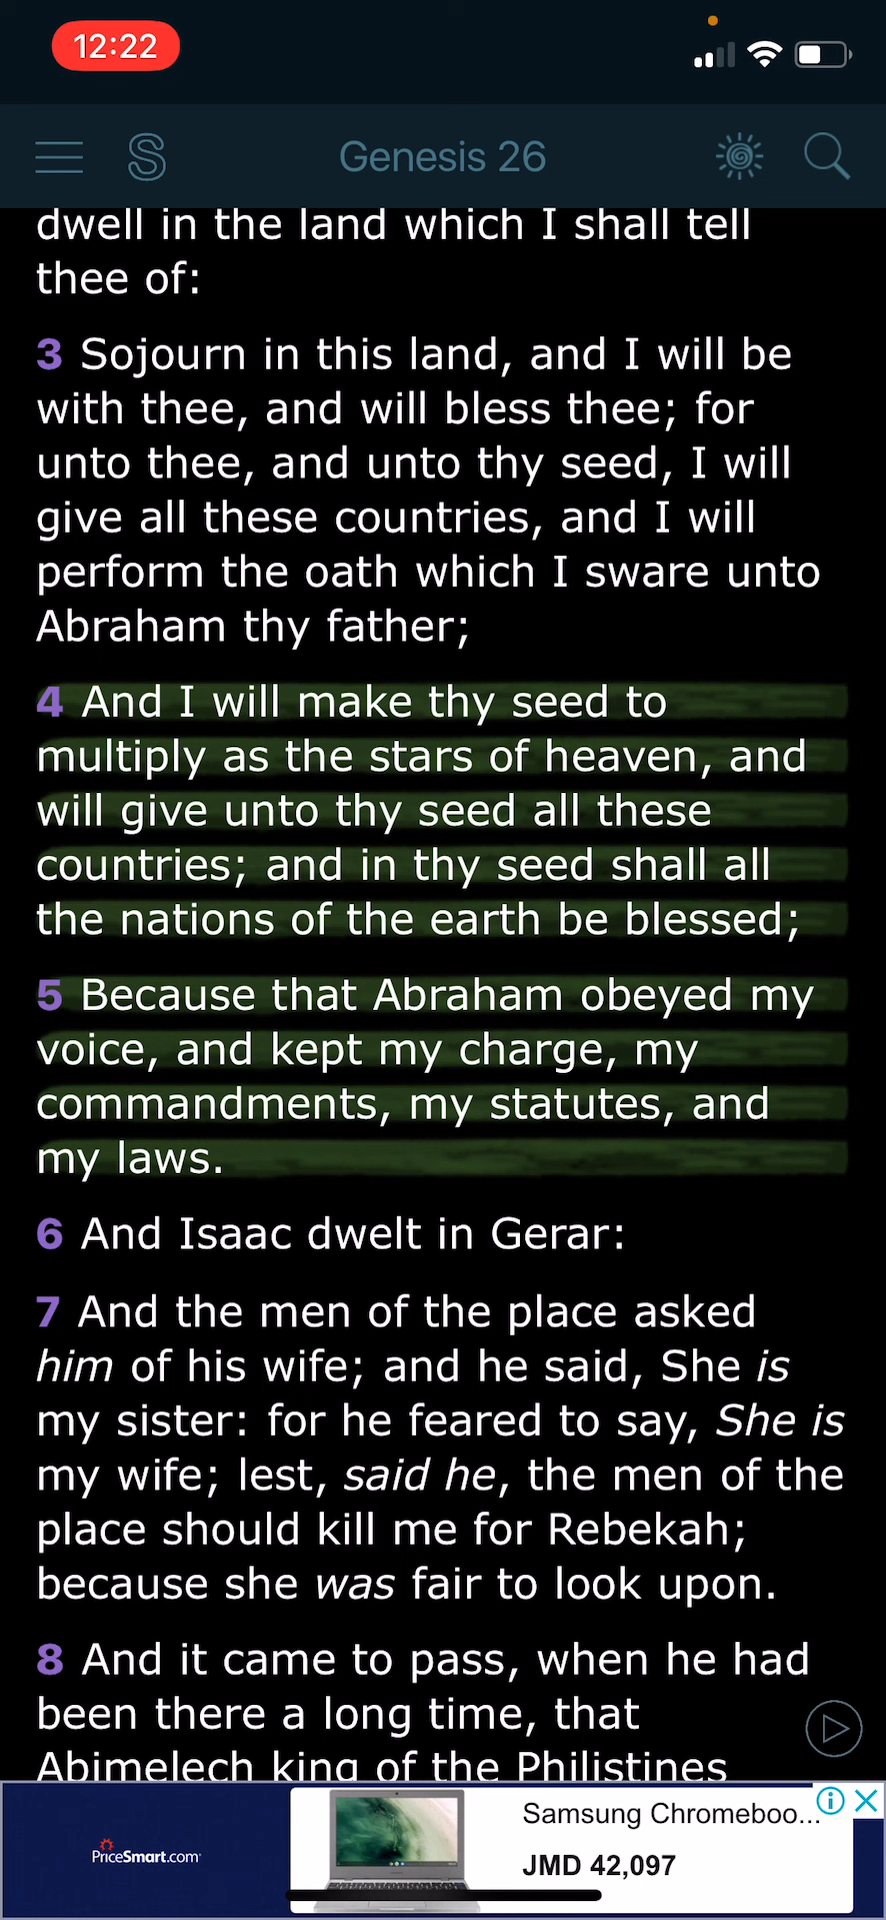 12:22
Genesis 26
dwell in the land which I shall tell
thee of:
3 Sojourn in this land, and I will be
with thee, and will bless thee; for
unto thee, and unto thy seed, I will
give all these countries, and I will
perform the oath which I sware unto
Abraham thy father;
4 And I will make thy seed to
multiply as the stars of heaven, and
will give unto thy seed all these
countries; and in thy seed shall all
the nations of the earth be blessed;
5 Because that Abraham obeyed my
voice, and kept my charge, my
commandments, my statutes, and
my laws.
6 And Isaac dwelt in Gerar:
7 And the men of the place asked
him of his wife; and he said, She is
my sister: for he feared to say, She is
my wife; lest, said he, the men of the
place should kill me for Rebekah;
because she was fair to look upon.
8 And it came to pass, when he had
been there a long time, that
Abimelech king of the Philistines
PriceSmart.com
Samsung Chromeboo...
JMD 42,097